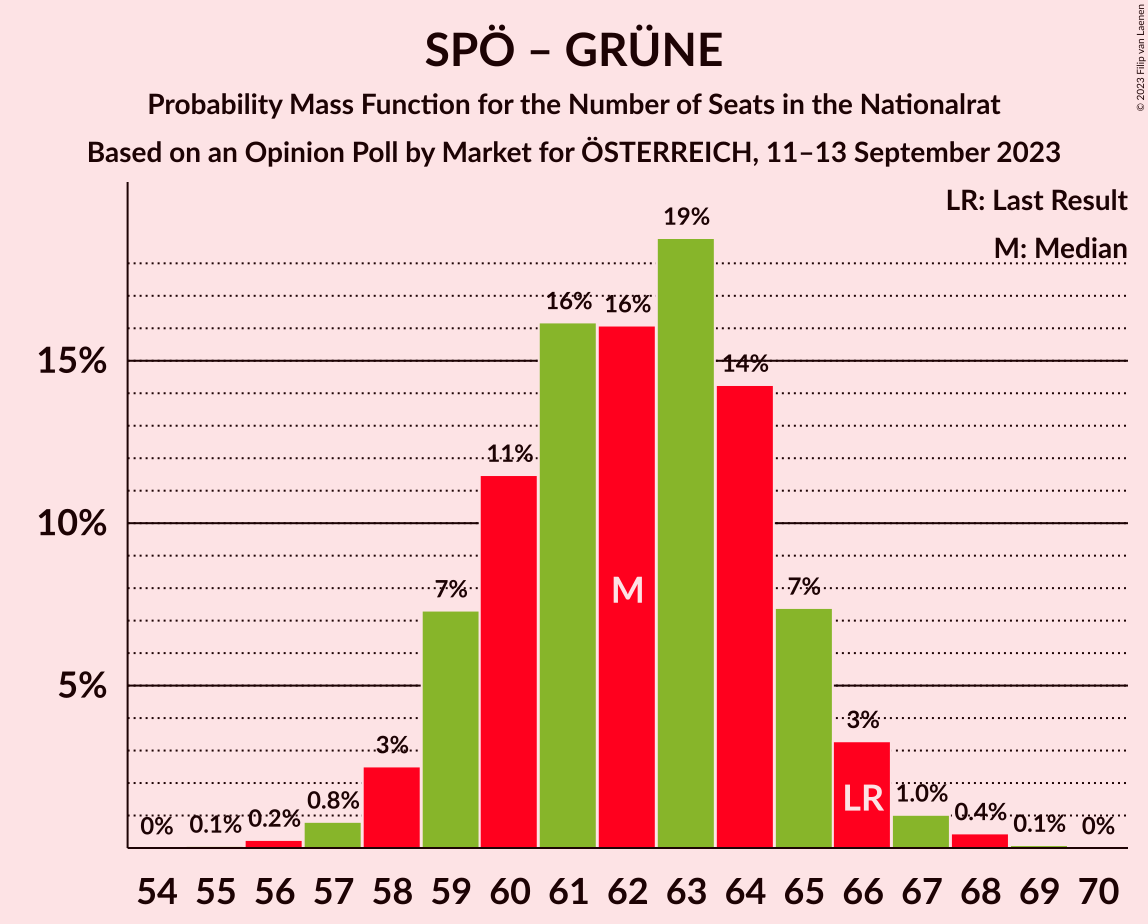 SPÖ – GRÜNE
Probability Mass Function for the Number of Seats in the Nationalrat
Based on an Opinion Poll by Market for ÖSTERREICH, 11–13 September 2023
© 2023 Filip van Laenen
LR: Last Result
M: Median
15%
10%
5%
0%
0.1%
0.2%
0.8%
3%
7%
11%
16%
16%
19%
14%
7%
3%
1.0%
0.4%
0.1%
0%
M
LR
54 55 56 57 58 59 60 61 62 63 64 65 66 67 68 69 70